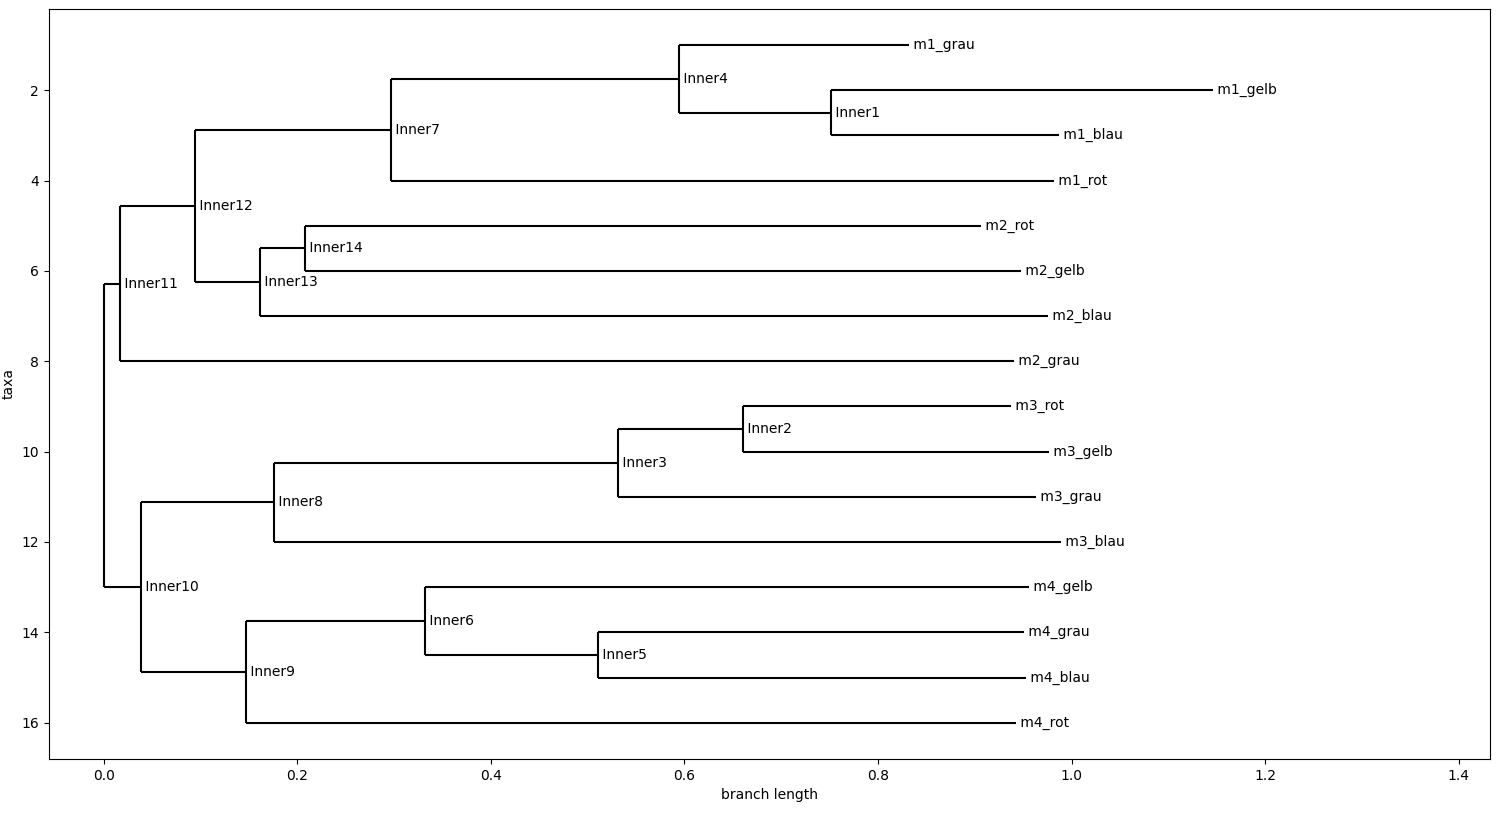 m1_grau
Inner4
2
m1_gelb
Inner1
Inner7
m1_blau
4
m1_rot
Inner12
m2_rot
Inner14
6
m2_gelb
Inner11
Inner13
m2_blau
8
m2_grau
taxa
m3_rot
Inner2
10
m3_gelb
Inner3
m3_grau
Inner8
12
m3_blau
Inner10
m4_gelb
Inner6
14
m4_grau
Inner5
Inner9
m4_blau
16
m4_rot
0.0 0.2 0.4 0.6 0.8 1.0 1.2 1.4
branch length